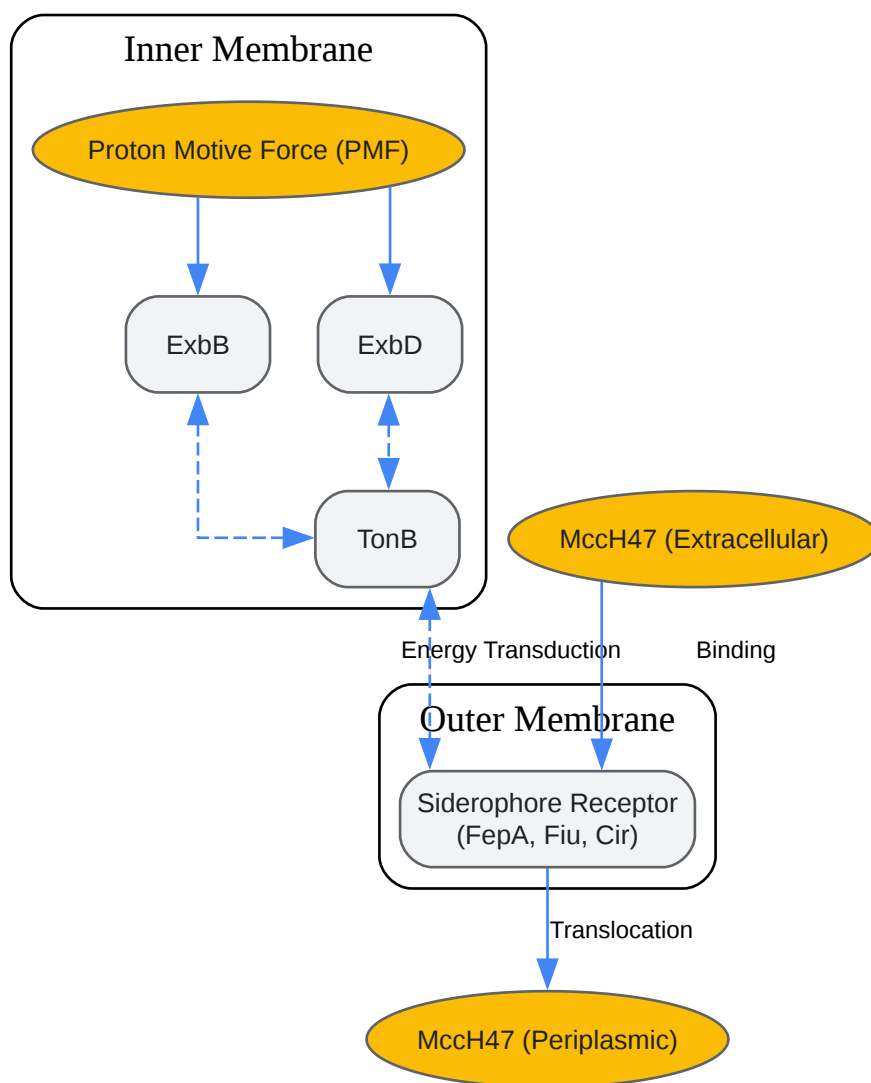 Inner Membrane
Proton Motive Force (PMF)
ExbB
ExbD
TonB
MccH47 (Extracellular)
Energy Transduction
Binding
Outer Membrane
Siderophore Receptor
(FepA, Fiu, Cir)
Translocation
MccH47 (Periplasmic)